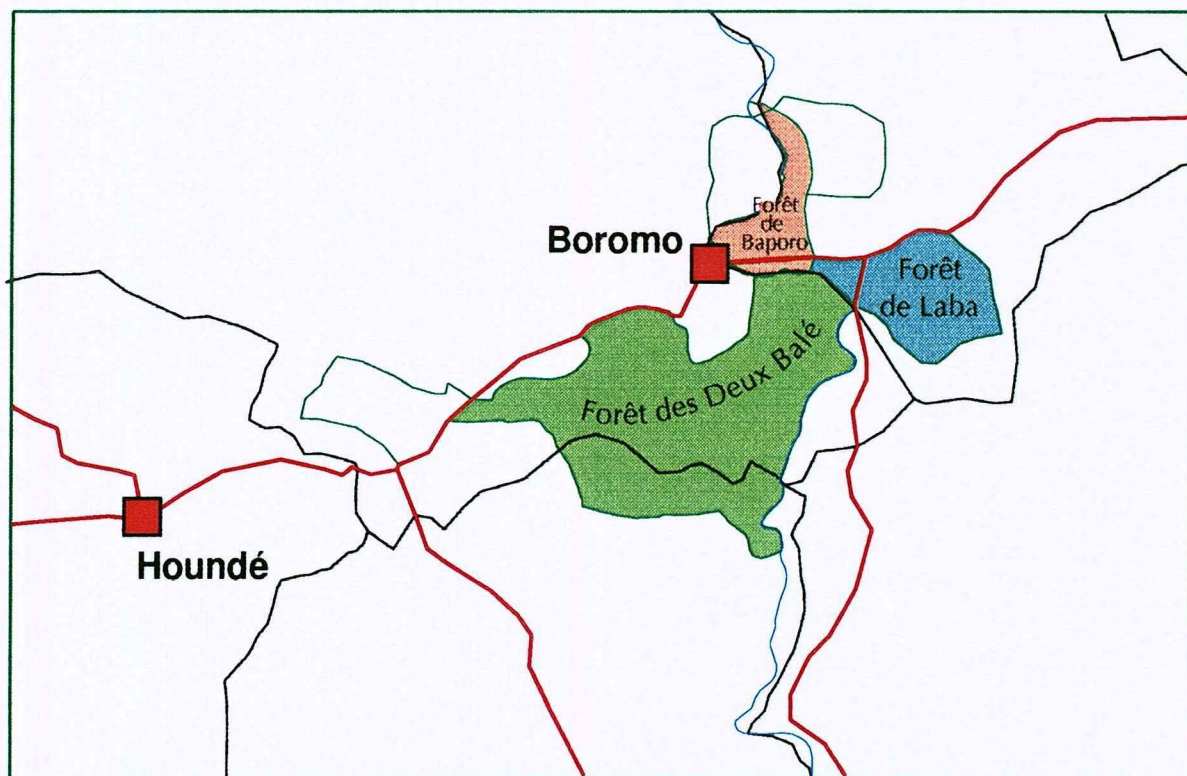 Forêt
de
Baporo
Boromo
Forêt
de Laba
Forêt des Deux Balé
Houndé